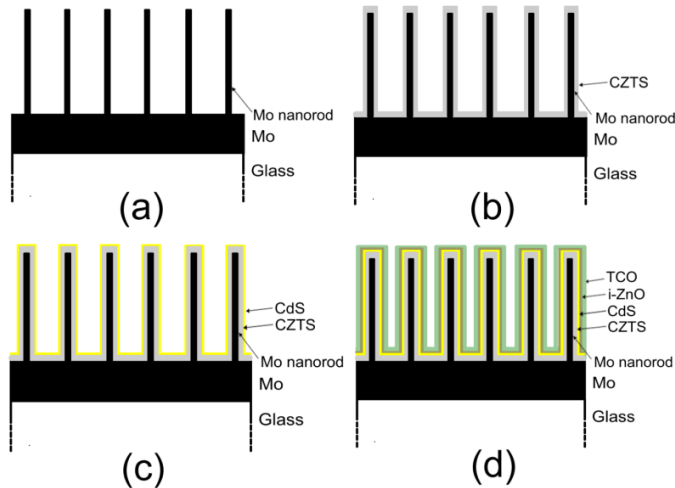 Mo nanorod
Mo
Glass
(a)
CZTS
Mo nanorod
Mo
Glass
(b)
CdS
CZTS
Mo nanorod
Mo
Glass
(c)
TCO
i-ZnO
CdS
CZTS
Mo nanorod
Mo
Glass
(d)